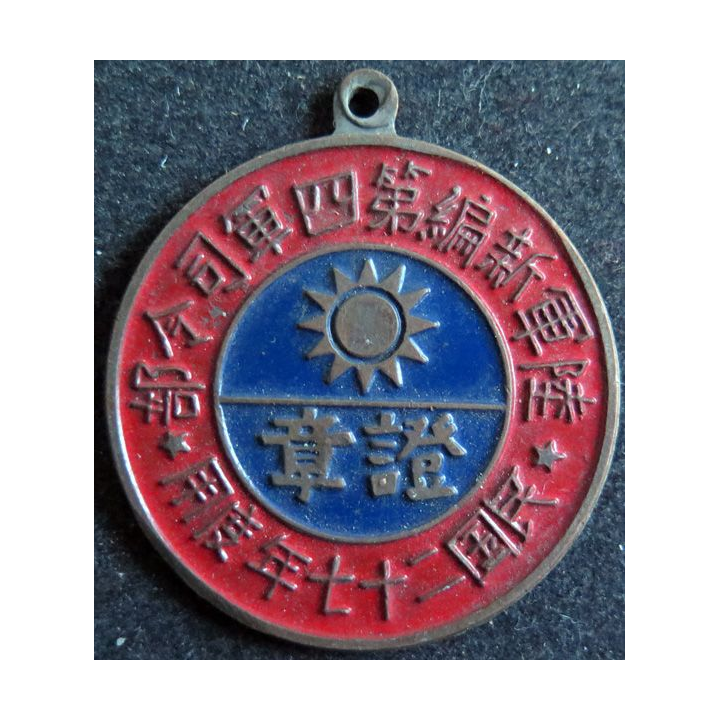 陸軍新編第四軍司令部
證章
民國二十七年度用